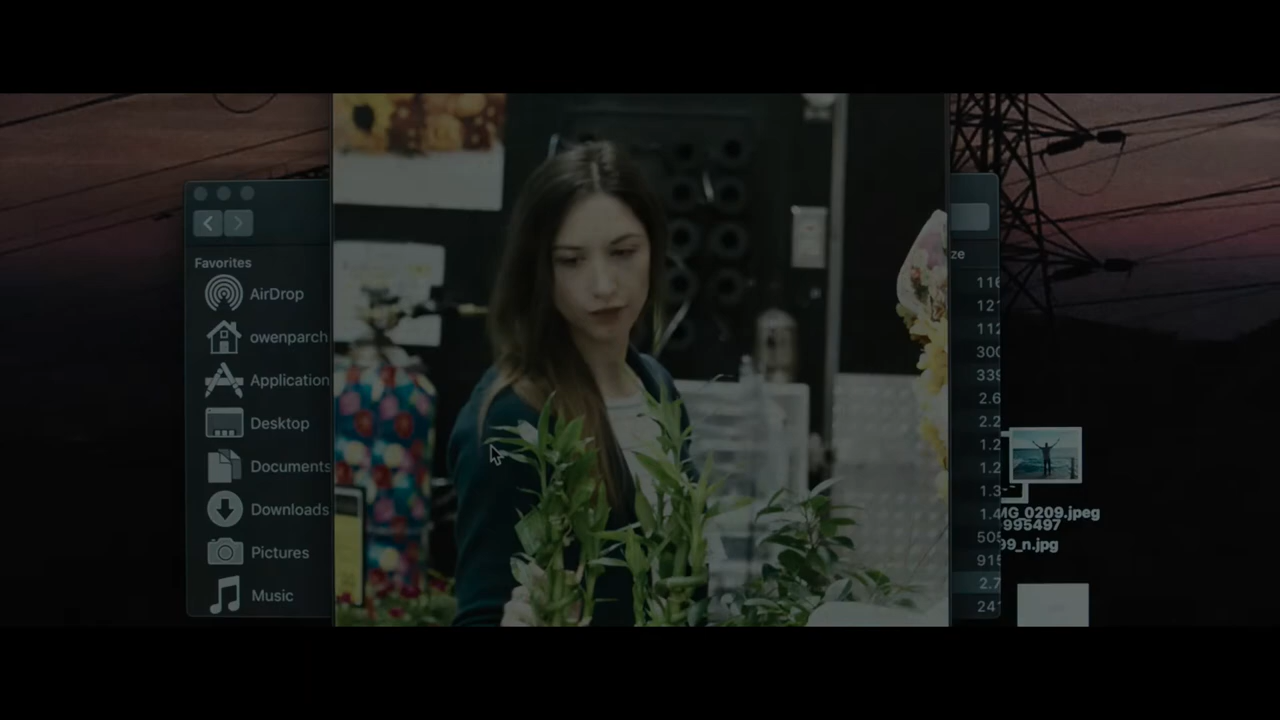 Favorites
AirDrop
owenparch
Application
Desktop
Documents
Downloads
Pictures
Music
ze
116
121
112
300
339
2.6
2.2
1.2
1.2
1.3
1.4
505
915
2.7
241
MG_0209.jpeg
995497
99_n.jpg